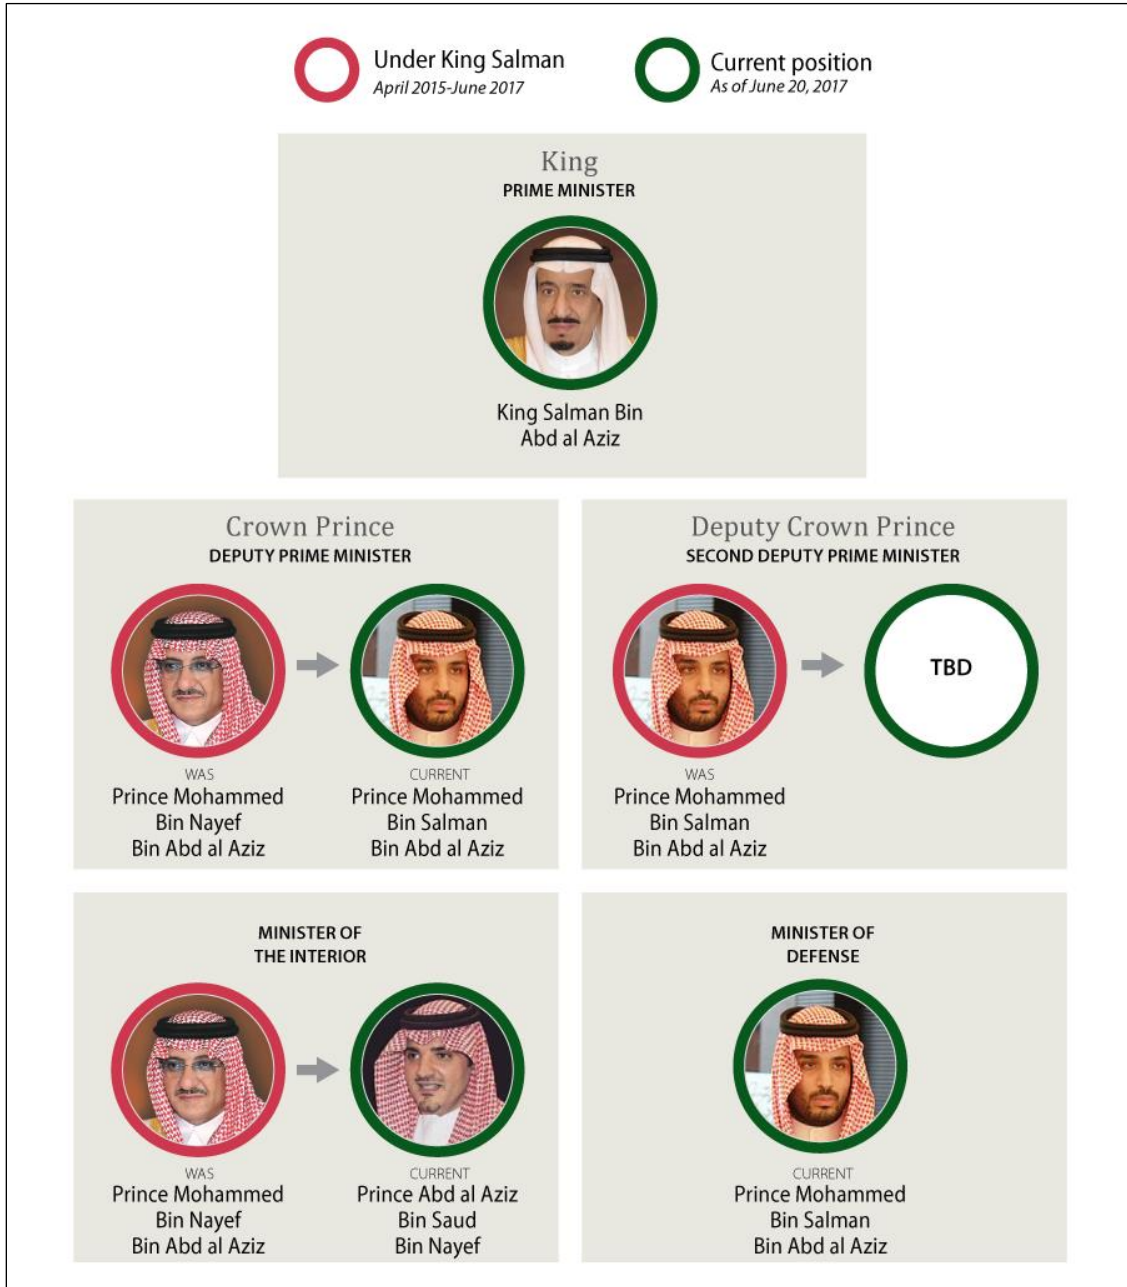 Under King Salman
April 2015-June 2017
Current position
As of June 20, 2017
King
PRIME MINISTER
King Salman Bin
Abd al Aziz
Crown Prince
DEPUTY PRIME MINISTER
WAS
Prince Mohammed
Bin Nayef
Bin Abd al Aziz
CURRENT
Prince Mohammed
Bin Salman
Bin Abd al Aziz
Deputy Crown Prince
SECOND DEPUTY PRIME MINISTER
TBD
WAS
Prince Mohammed
Bin Salman
Bin Abd al Aziz
MINISTER OF
THE INTERIOR
WAS
Prince Mohammed
Bin Nayef
Bin Abd al Aziz
CURRENT
Prince Abd al Aziz
Bin Saud
Bin Nayef
MINISTER OF
DEFENSE
CURRENT
Prince Mohammed
Bin Salman
Bin Abd al Aziz